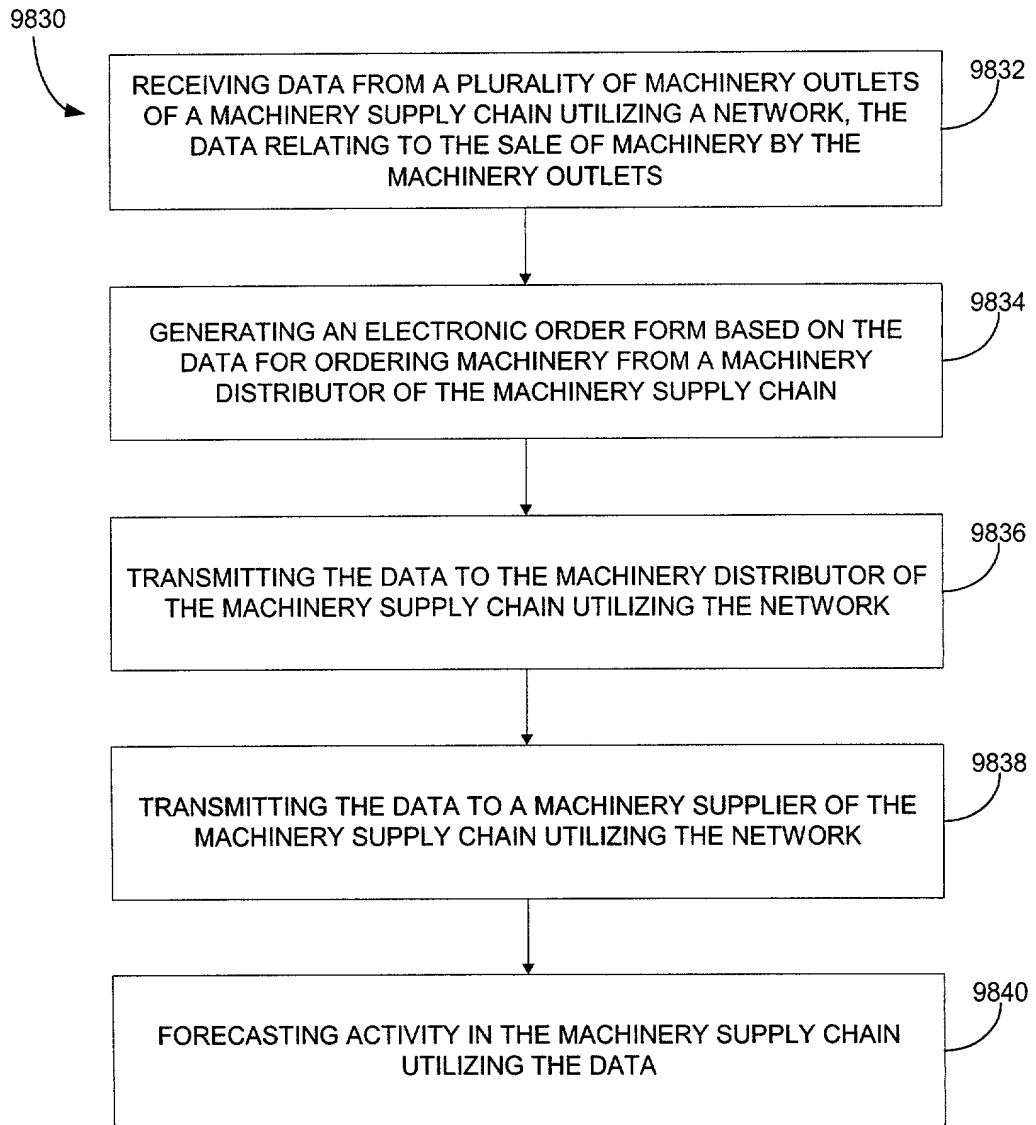 9830
9832
RECEIVING DATA FROM A PLURALITY OF MACHINERY OUTLETS
OF A MACHINERY SUPPLY CHAIN UTILIZING A NETWORK, THE
DATA RELATING TO THE SALE OF MACHINERY BY THE
MACHINERY OUTLETS
9834
GENERATING AN ELECTRONIC ORDER FORM BASED ON THE
DATA FOR ORDERING MACHINERY FROM A MACHINERY
DISTRIBUTOR OF THE MACHINERY SUPPLY CHAIN
9836
TRANSMITTING THE DATA TO THE MACHINERY DISTRIBUTOR OF
THE MACHINERY SUPPLY CHAIN UTILIZING THE NETWORK
9838
TRANSMITTING THE DATA TO A MACHINERY SUPPLIER OF THE
MACHINERY SUPPLY CHAIN UTILIZING THE NETWORK
9840
FORECASTING ACTIVITY IN THE MACHINERY SUPPLY CHAIN
UTILIZING THE DATA